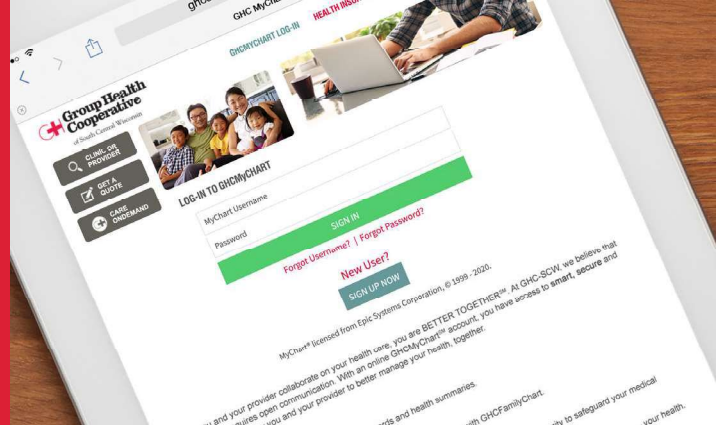 GHC MyCha
GHCMYCHART LOG-IN
HEALTH INSU
Group Health
Cooperative
of South Central Wisconsin
CLINIC OR
PROVIDER
GET A
QUOTE
CARE
ONDEMAND
LOG-IN TO GHCMyCHART
MyChart Username
Password
SIGN IN
Forgot Username? | Forgot Password?
New User?
SIGN UP NOW
MyChart® licensed from Epic Systems Corporation, © 1999 - 2020.
and your provider collaborate on your health care, you are BETTER TOGETHER℠. At GHC-SCW, we believe that
requires open communication. With an online GHCMyChart℠ account, you have access to smart, secure and
you and your provider to better manage your health, together.
and health summaries.
with GHCFamilyChart.
to safeguard your medical
your health.